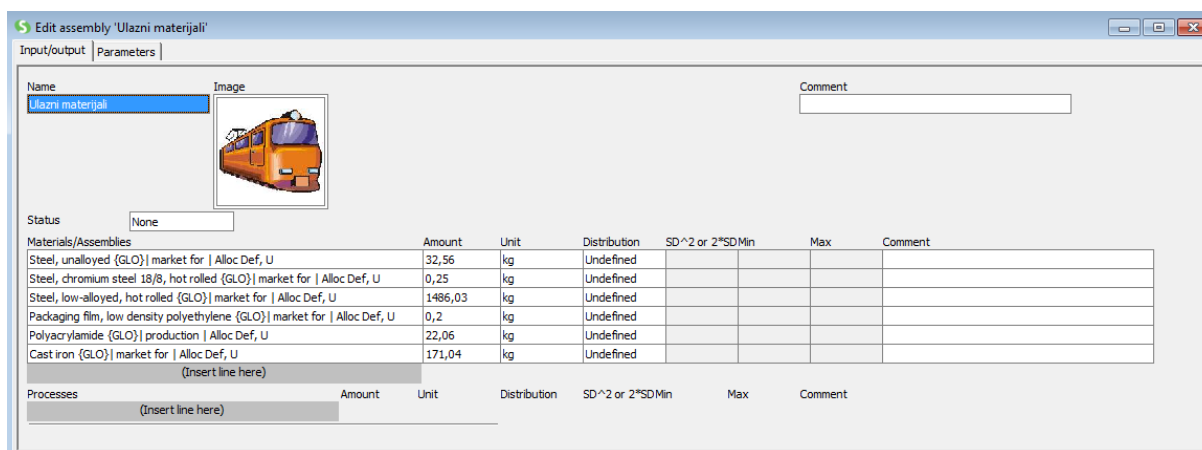 Edit assembly 'Ulazni materijali'
Input/output Parameters
Name Image Comment
Ulazni materijali
Status None
Materials/Assemblies Amount Unit Distribution SD^2 or 2*SD Min Max Comment
Steel, unalloyed {GLO}| market for | Alloc Def, U 32,56 kg Undefined
Steel, chromium steel 18/8, hot rolled {GLO}| market for | Alloc Def, U 0,25 kg Undefined
Steel, low-alloyed, hot rolled {GLO}| market for | Alloc Def, U 1486,03 kg Undefined
Packaging film, low density polyethylene {GLO}| market for | Alloc Def, U 0,2 kg Undefined
Polyacrylamide {GLO}| production | Alloc Def, U 22,06 kg Undefined
Cast iron {GLO}| market for | Alloc Def, U 171,04 kg Undefined
(Insert line here)
Processes Amount Unit Distribution SD^2 or 2*SD Min Max Comment
(Insert line here)